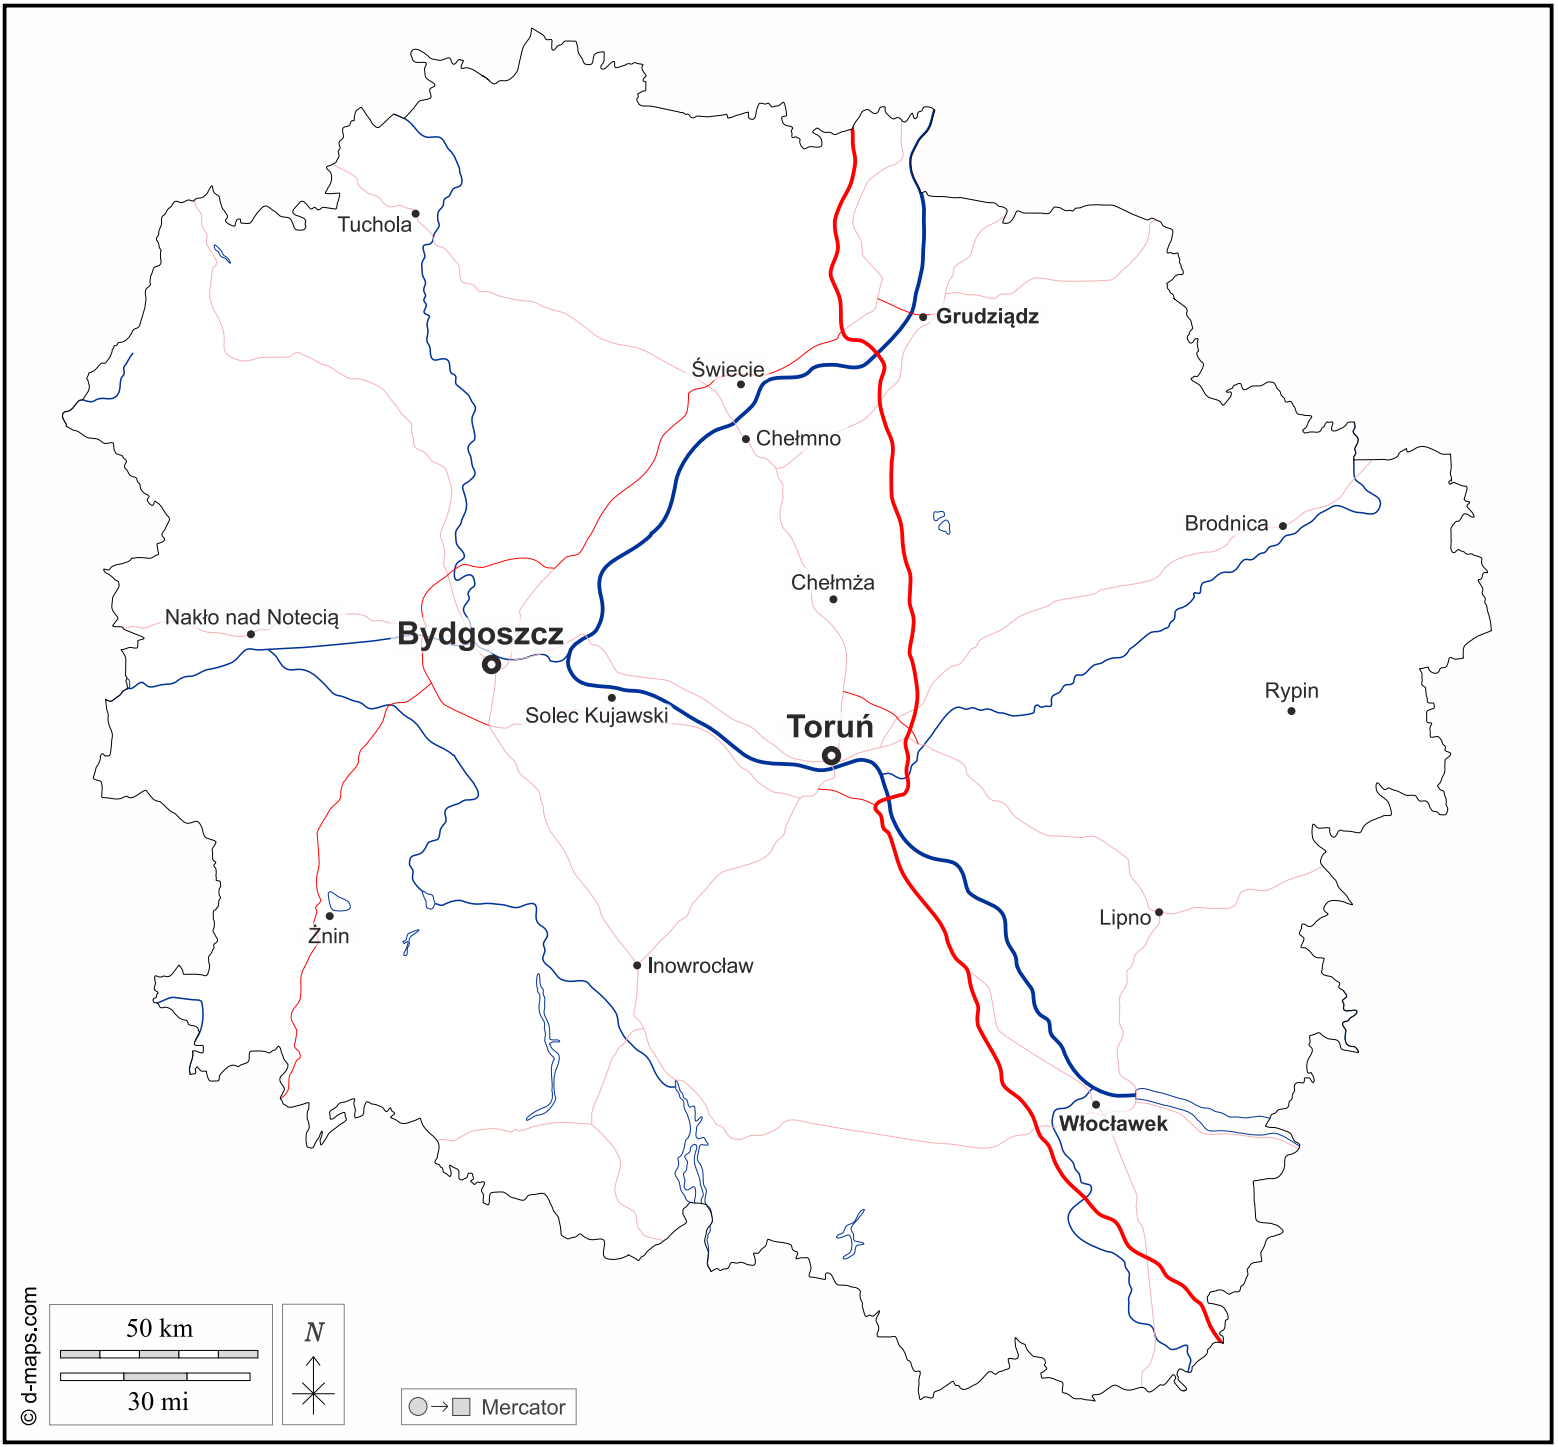 Tuchola
Grudziądz
Świecie
Chełmno
Brodnica
Chełmża
Nakło nad Notecią
Bydgoszcz
Rypin
Solec Kujawski
Toruń
Lipno
Żnin
Inowrocław
Włocławek
© d-maps.com
50 km
30 mi
N
Mercator